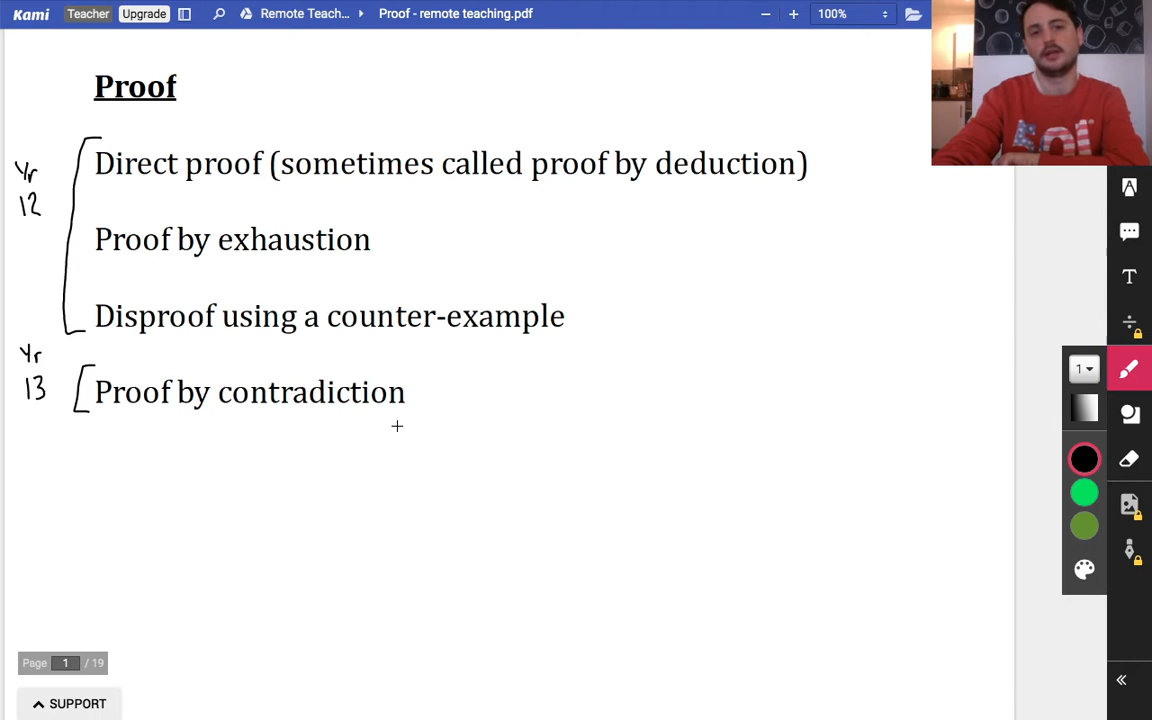 Kami Teacher Upgrade Remote Teach... Proof - remote teaching.pdf 100%
Proof
Yr
12
Direct proof (sometimes called proof by deduction)
Proof by exhaustion
Disproof using a counter-example
Yr
13
Proof by contradiction
1
T
Page 1 / 19
SUPPORT